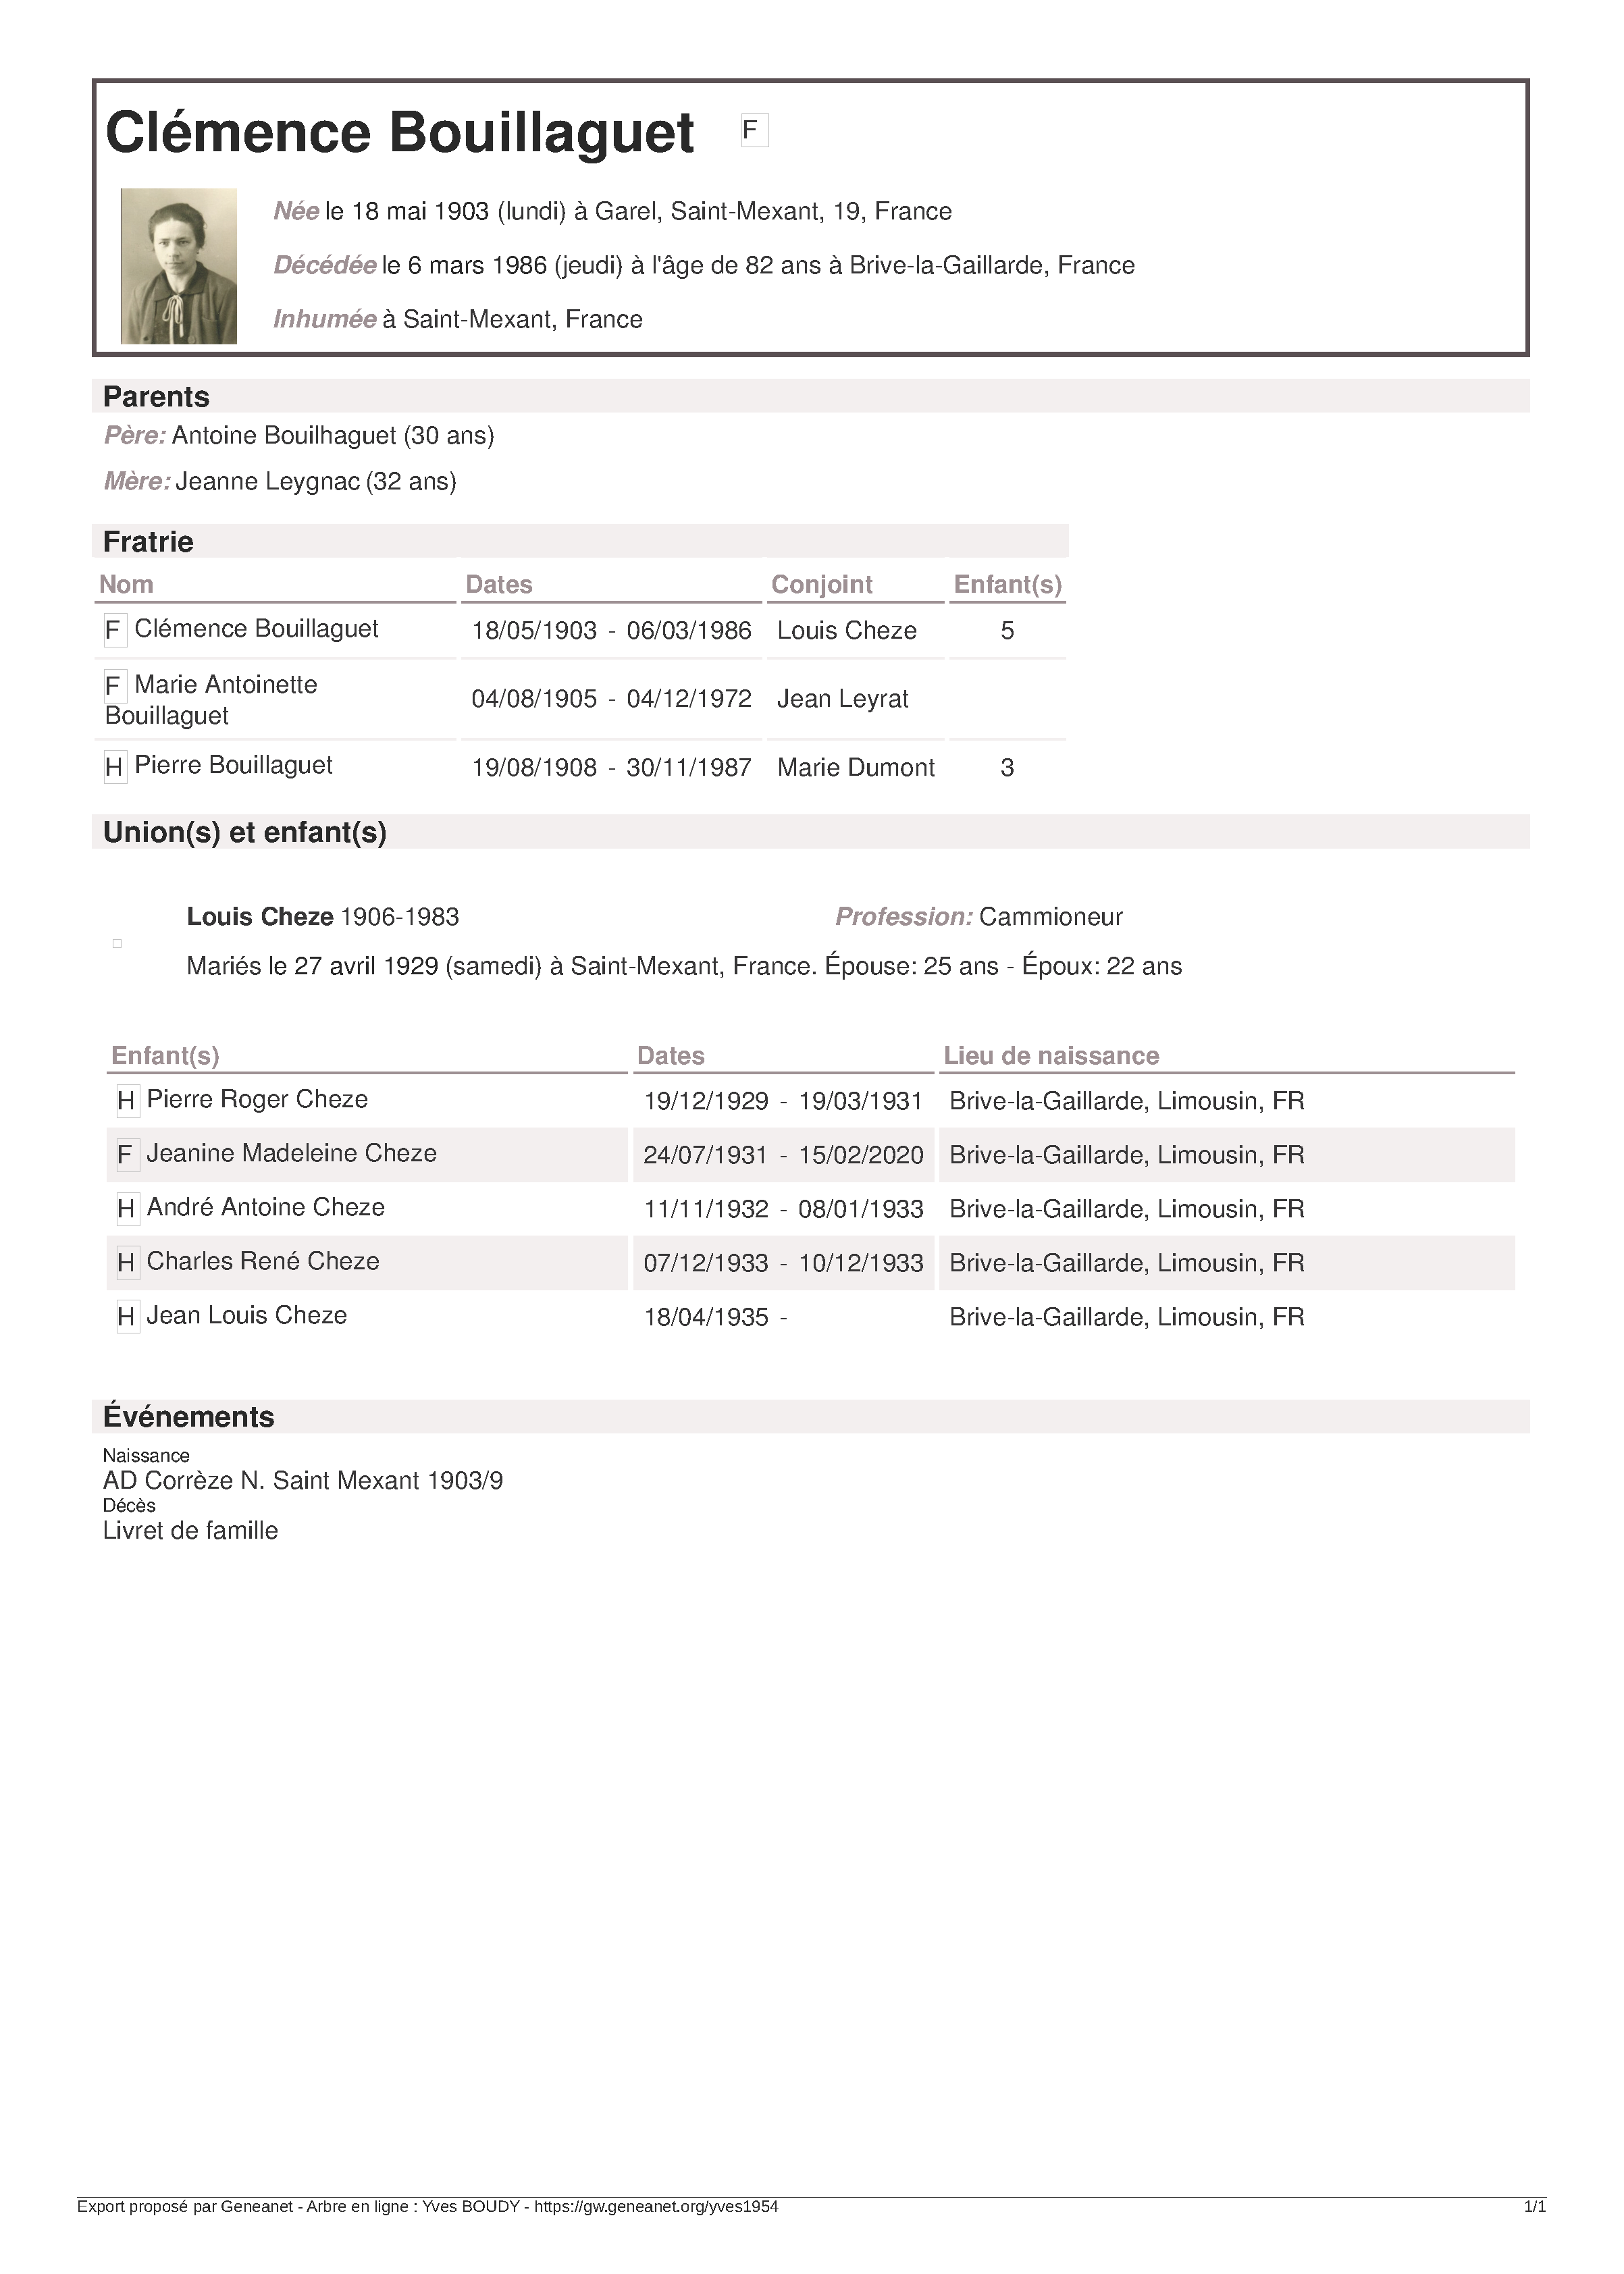 Clémence Bouillaguet F
Née le 18 mai 1903 (lundi) à Garel, Saint-Mexant, 19, France
Décédée le 6 mars 1986 (jeudi) à l'âge de 82 ans à Brive-la-Gaillarde, France
Inhumée à Saint-Mexant, France
Parents
Père: Antoine Bouilhaguet (30 ans)
Mère: Jeanne Leygnac (32 ans)
Fratrie
Nom Dates Conjoint Enfant(s)
F Clémence Bouillaguet 18/05/1903 - 06/03/1986 Louis Cheze 5
F Marie Antoinette
Bouillaguet 04/08/1905 - 04/12/1972 Jean Leyrat
H Pierre Bouillaguet 19/08/1908 - 30/11/1987 Marie Dumont 3
Union(s) et enfant(s)
Louis Cheze 1906-1983 Profession: Cammioneur
Mariés le 27 avril 1929 (samedi) à Saint-Mexant, France. Épouse: 25 ans - Époux: 22 ans
Enfant(s) Dates Lieu de naissance
H Pierre Roger Cheze 19/12/1929 - 19/03/1931 Brive-la-Gaillarde, Limousin, FR
F Jeanine Madeleine Cheze 24/07/1931 - 15/02/2020 Brive-la-Gaillarde, Limousin, FR
H André Antoine Cheze 11/11/1932 - 08/01/1933 Brive-la-Gaillarde, Limousin, FR
H Charles René Cheze 07/12/1933 - 10/12/1933 Brive-la-Gaillarde, Limousin, FR
H Jean Louis Cheze 18/04/1935 - Brive-la-Gaillarde, Limousin, FR
Événements
Naissance
AD Corrèze N. Saint Mexant 1903/9
Décès
Livret de famille
Export proposé par Geneanet - Arbre en ligne : Yves BOUDY - https://gw.geneanet.org/yves1954 1/1